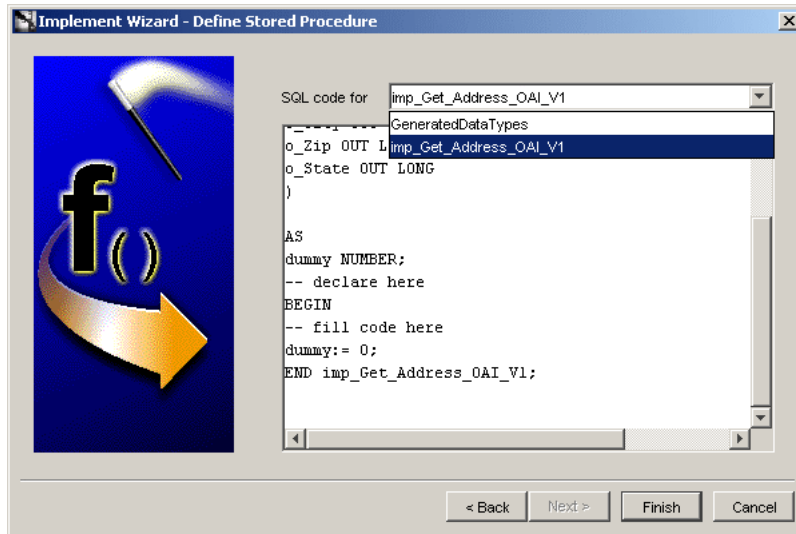 Implement Wizard - Define Stored Procedure
SQL code for imp_Get_Address_OAI_V1
GeneratedDataTypes
imp_Get_Address_OAI_V1
o_Zip OUT L
o_State OUT LONG
)
AS
dummy NUMBER;
-- declare here
BEGIN
-- fill code here
dummy:= 0;
END imp_Get_Address_OAI_V1;
f()
< Back Next > Finish Cancel